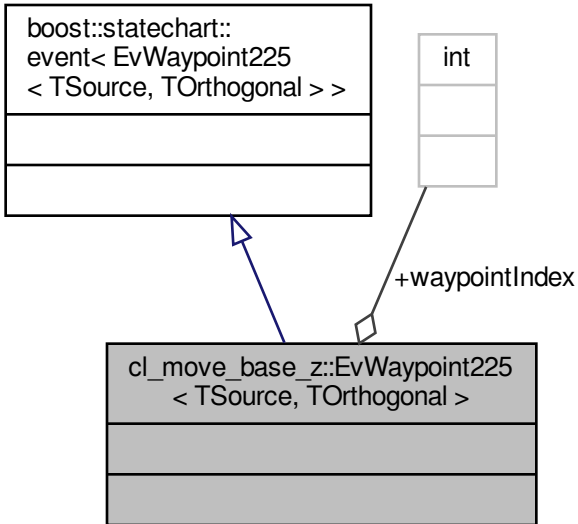 boost::statechart::
event< EvWaypoint225
< TSource, TOrthogonal > >
int
+waypointIndex
cl_move_base_z::EvWaypoint225
< TSource, TOrthogonal >